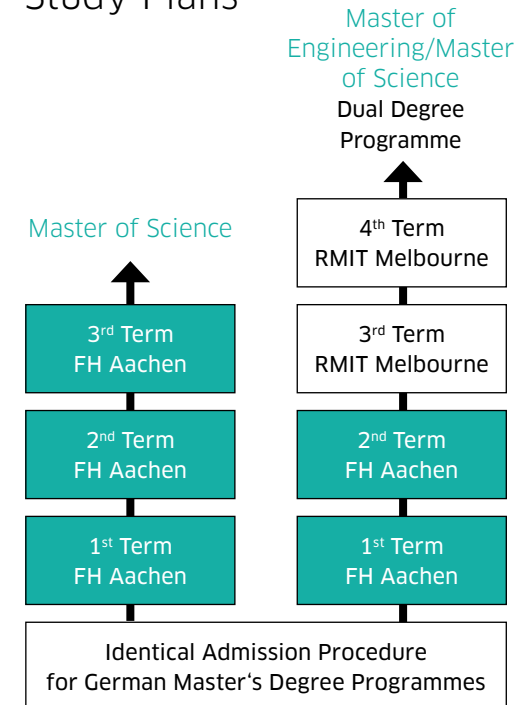 Study Plans
Master of
Engineering/Master
of Science
Dual Degree
Programme
4th Term
RMIT Melbourne
Master of Science
3rd Term
FH Aachen
3rd Term
RMIT Melbourne
2nd Term
FH Aachen
2nd Term
FH Aachen
1st Term
FH Aachen
1st Term
FH Aachen
Identical Admission Procedure
for German Master‘s Degree Programmes